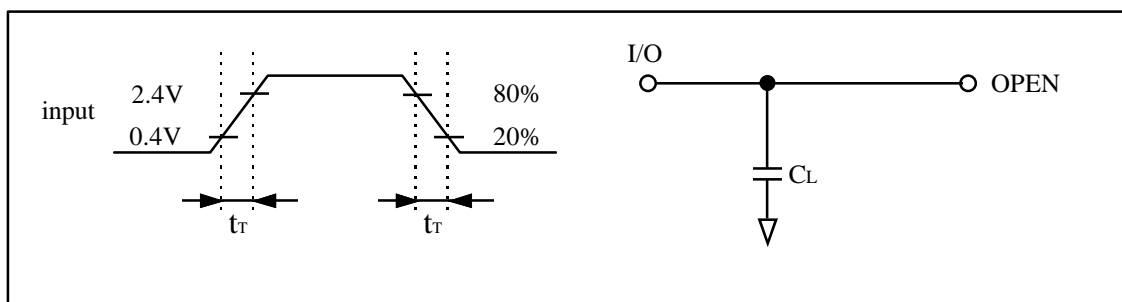 I/O
2.4V
80%
OPEN
input
0.4V
20%
CL
tT
tT